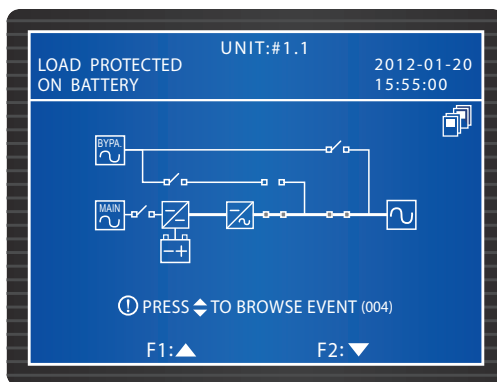 UNIT:#1.1
LOAD PROTECTED
ON BATTERY
2012-01-20
15:55:00
BYPA.
MAIN
PRESS TO BROWSE EVENT (004)
F1:
F2: